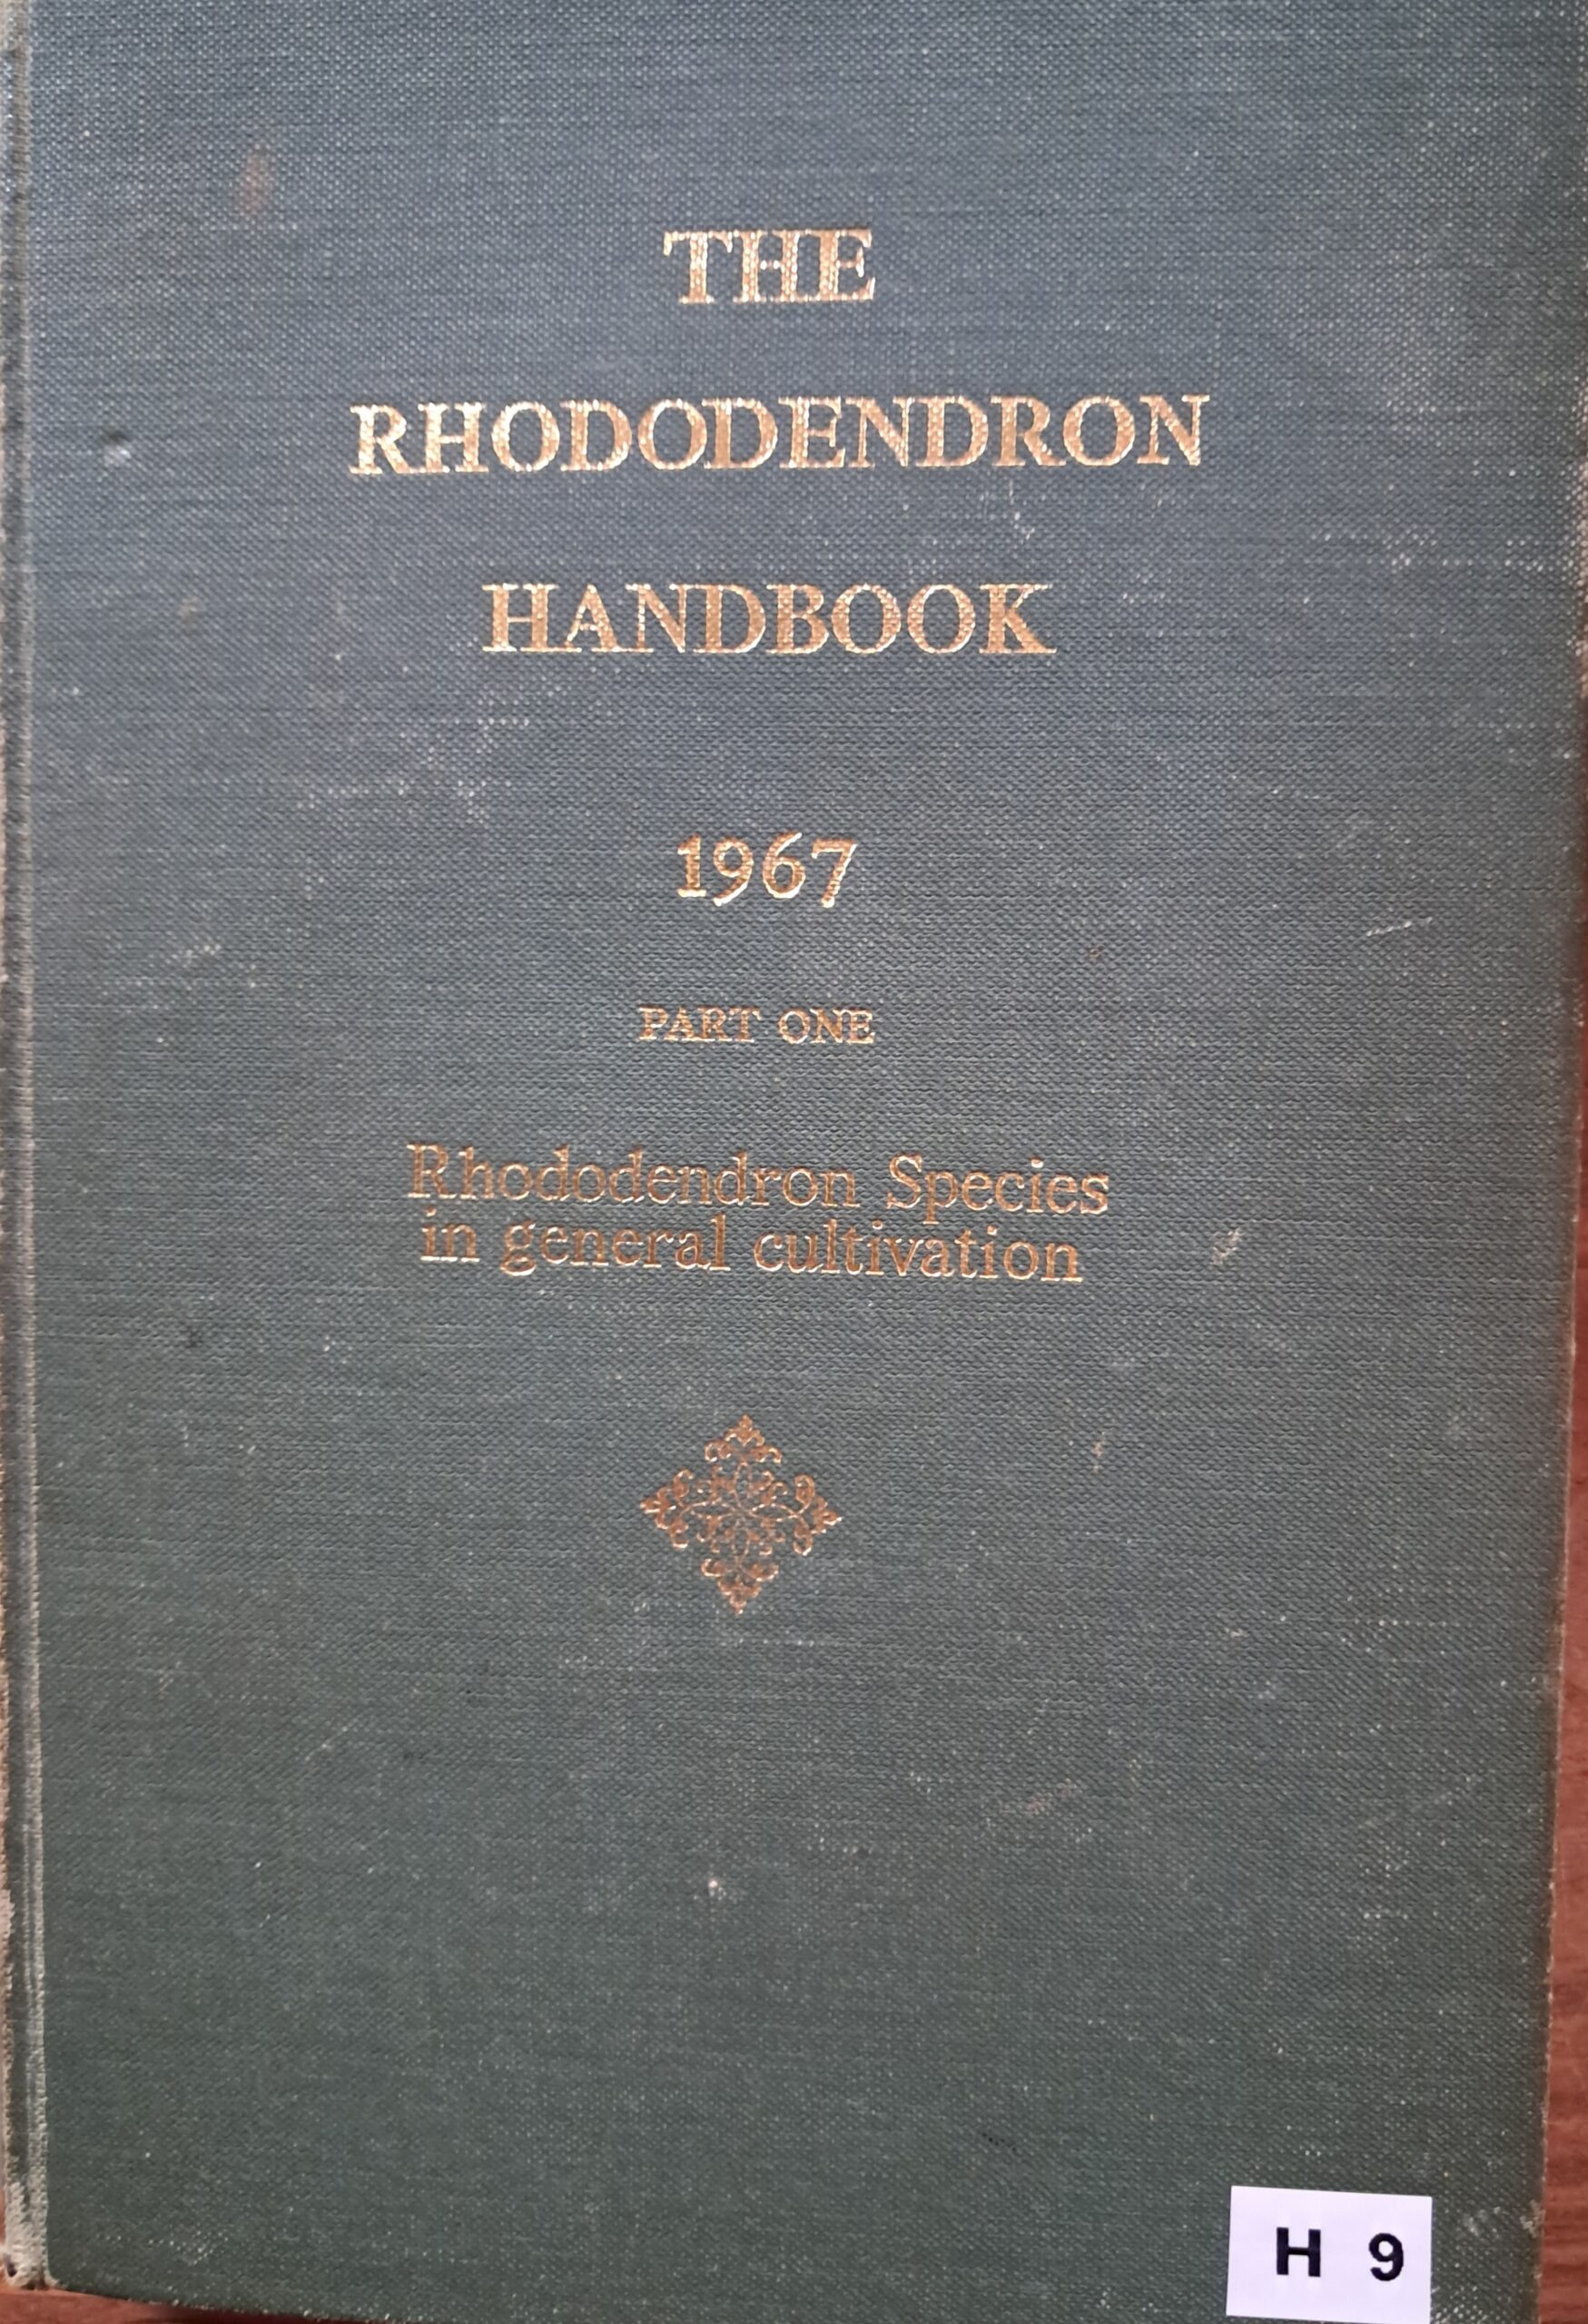 THE
RHODODENDRON
HANDBOOK
1967
PART ONE
Rhododendron Species
in general cultivation
H 9